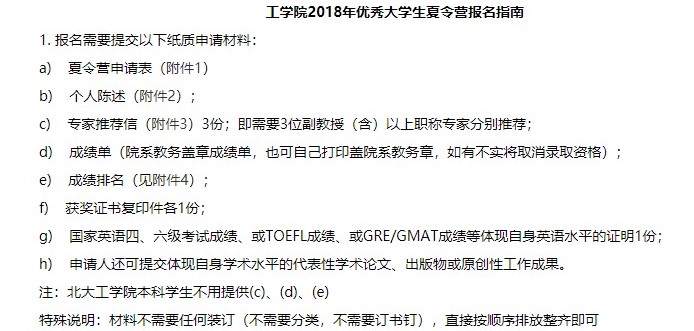 工学院2018年优秀大学生夏令营报名指南
1. 报名需要提交以下纸质申请材料：
a) 夏令营申请表（附件1）
b) 个人陈述（附件2）；
c) 专家推荐信（附件3）3份；即需要3位副教授（含）以上职称专家分别推荐；
d) 成绩单（院系教务盖章成绩单，也可自己打印盖院系教务章，如有不实将取消录取资格）；
e) 成绩排名（见附件4）；
f) 获奖证书复印件各1份；
g) 国家英语四、六级考试成绩、或TOEFL成绩、或GRE/GMAT成绩等体现自身英语水平的证明1份；
h) 申请人还可提交体现自身学术水平的代表性学术论文、出版物或原创性工作成果。
注：北大工学院本科学生不用提供(c)、(d)、(e)
特殊说明：材料不需要任何装订（不需要分类，不需要订书钉），直接按顺序排放整齐即可